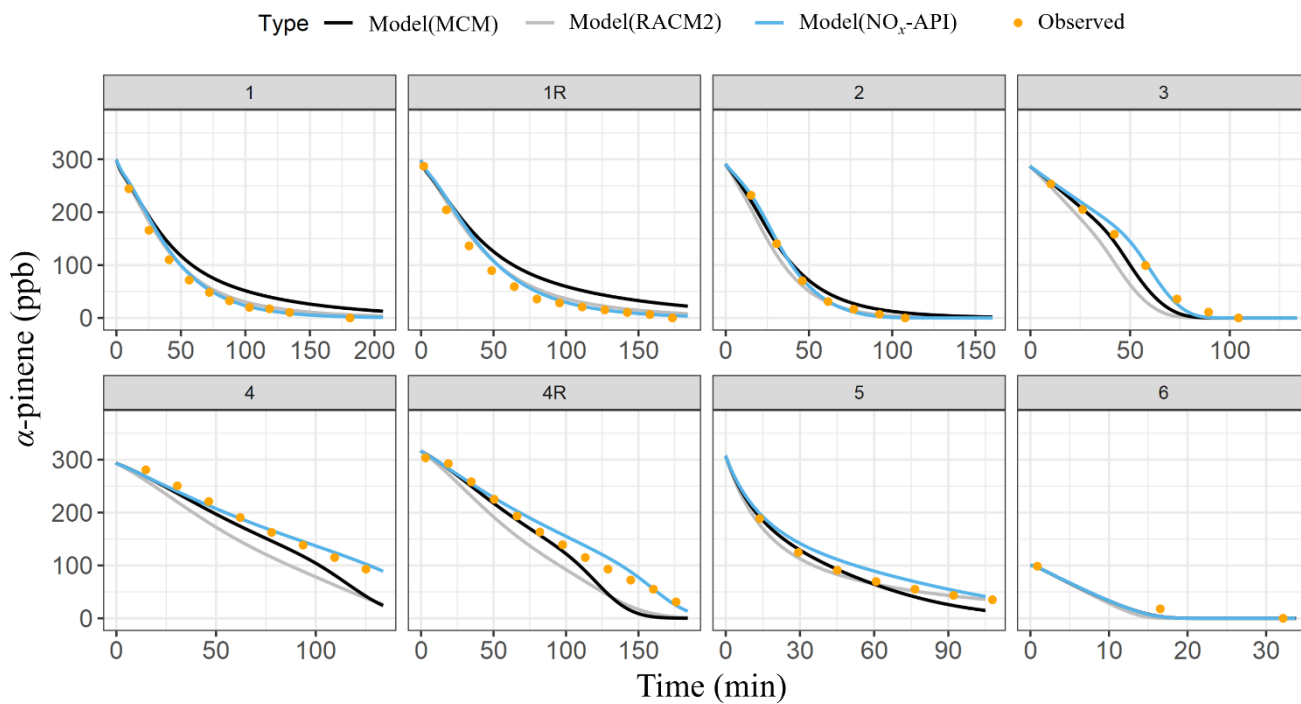 Type Model(MCM) Model(RACM2) Model(NOx-API) Observed
1 1R 2 3
300
200
100
0
0 50 100 150 200 0 50 100 150 0 50 100 150 0 50 100
4 4R 5 6
300
200
100
0
0 50 100 0 50 100 150 0 30 60 90 0 10 20 30
α-pinene (ppb)
Time (min)